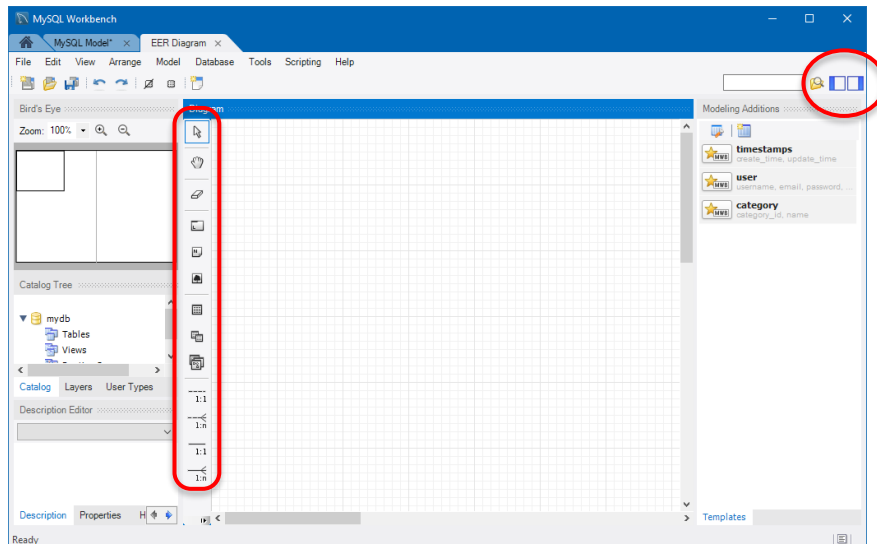 MySQL Workbench
MySQL Model* × EER Diagram ×
File Edit View Arrange Model Database Tools Scripting Help
Bird's Eye
Diagram
Modeling Additions
Zoom: 100%
timestamps
create_time, update_time
user
username, email, password, ...
category
category_id, name
Catalog Tree
mydb
Tables
Views
Catalog Layers User Types
Description Editor
1:1
1:n
1:1
1:n
Description Properties H
Templates
Ready